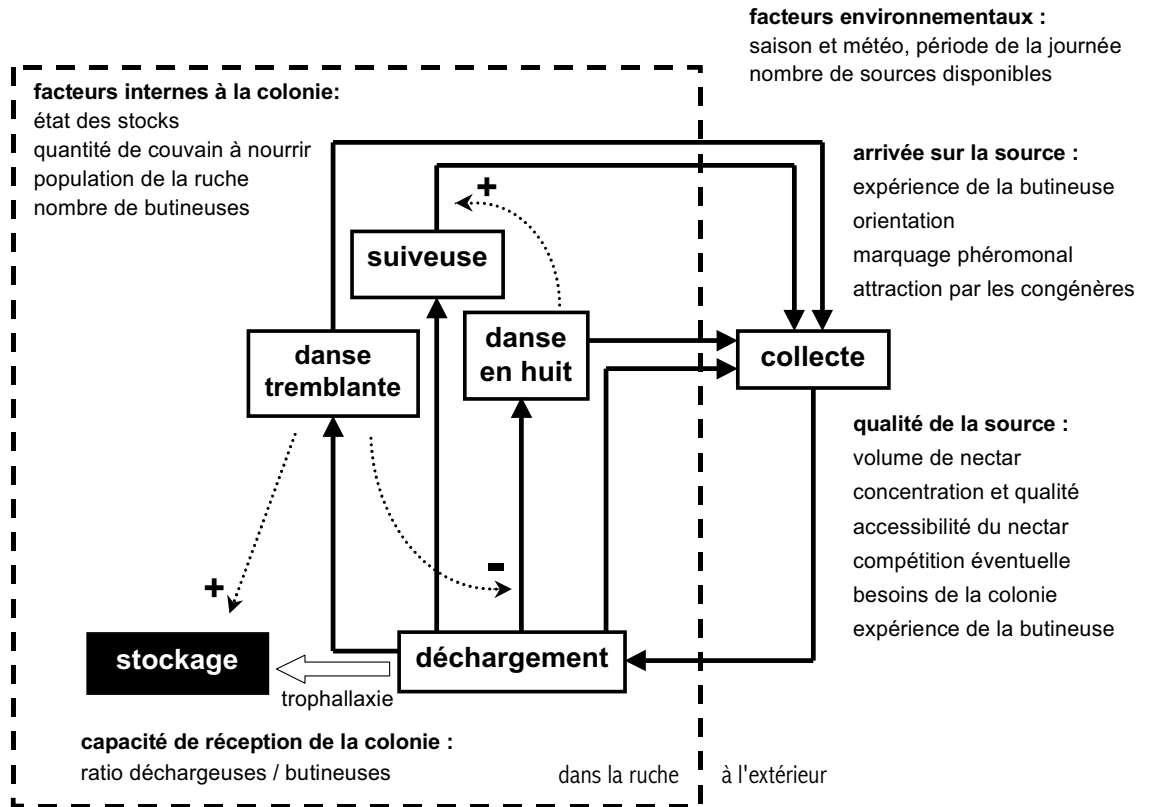 facteurs environnementaux :
saison et météo, période de la journée
nombre de sources disponibles
facteurs internes à la colonie:
état des stocks
quantité de couvain à nourrir
population de la ruche
nombre de butineuses
arrivée sur la source :
expérience de la butineuse
orientation
marquage phéromonal
attraction par les congénères
+
suiveuse
danse
en huit
danse
tremblante
collecte
qualité de la source :
volume de nectar
concentration et qualité
accessibilité du nectar
compétition éventuelle
besoins de la colonie
expérience de la butineuse
-
+
stockage
déchargement
trophallaxie
capacité de réception de la colonie :
ratio déchargeuses / butineuses
dans la ruche
à l'extérieur